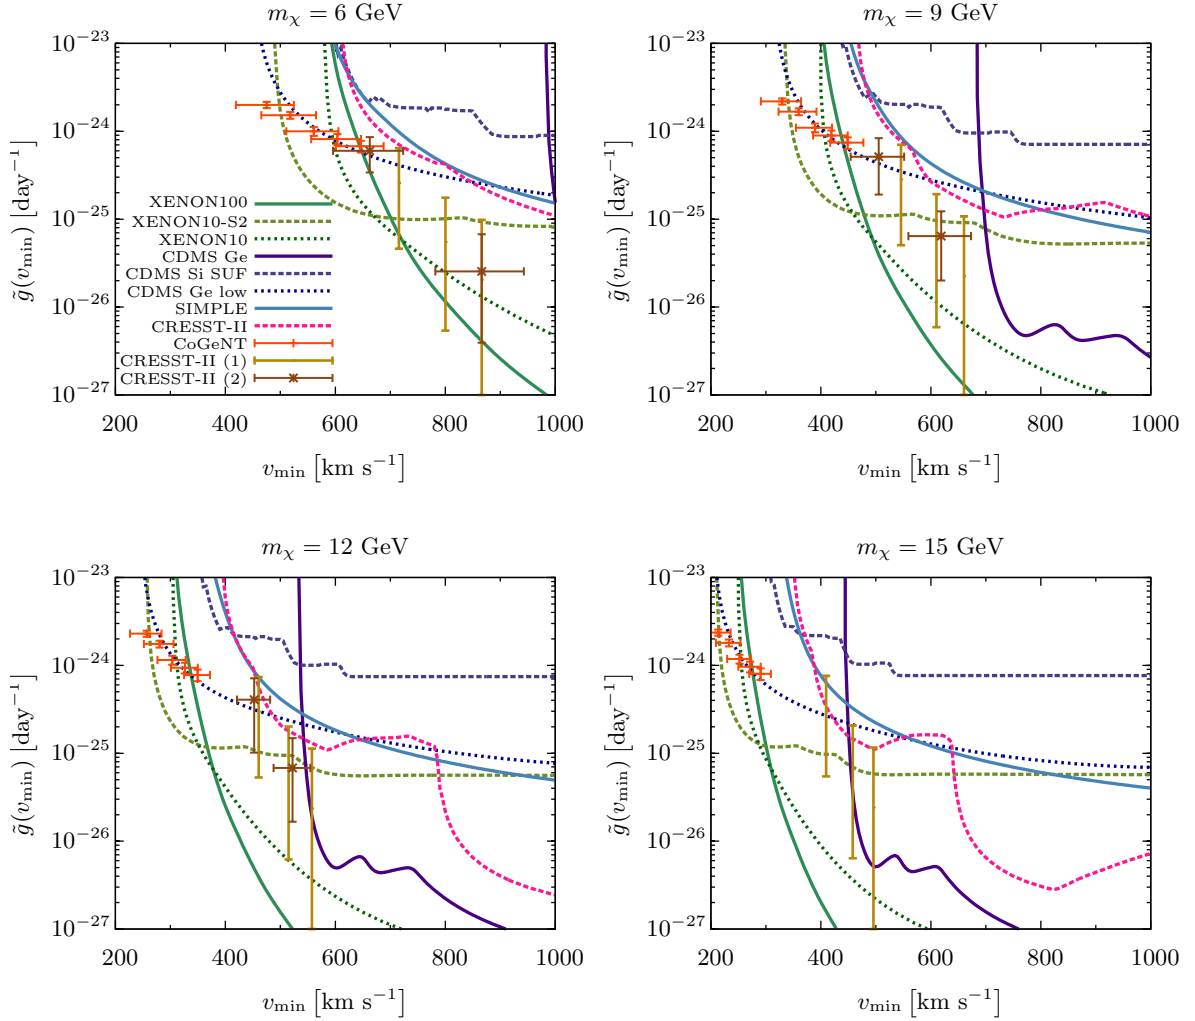 m_χ = 6 GeV
10⁻²³
10⁻²⁴
10⁻²⁵
10⁻²⁶
10⁻²⁷
g̃(v_min) [day⁻¹]
XENON100
XENON10-S2
XENON10
CDMS Ge
CDMS Si SUF
CDMS Ge low
SIMPLE
CRESST-II
CoGeNT
CRESST-II (1)
CRESST-II (2)
200 400 600 800 1000
v_min [km s⁻¹]
m_χ = 9 GeV
10⁻²³
10⁻²⁴
10⁻²⁵
10⁻²⁶
10⁻²⁷
g̃(v_min) [day⁻¹]
200 400 600 800 1000
v_min [km s⁻¹]
m_χ = 12 GeV
10⁻²³
10⁻²⁴
10⁻²⁵
10⁻²⁶
10⁻²⁷
g̃(v_min) [day⁻¹]
200 400 600 800 1000
v_min [km s⁻¹]
m_χ = 15 GeV
10⁻²³
10⁻²⁴
10⁻²⁵
10⁻²⁶
10⁻²⁷
g̃(v_min) [day⁻¹]
200 400 600 800 1000
v_min [km s⁻¹]